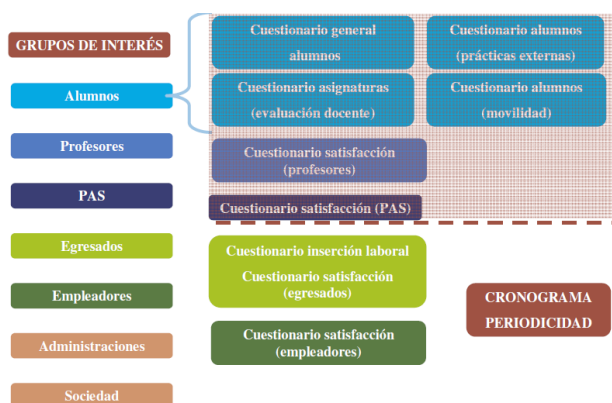 GRUPOS DE INTERÉS
Alumnos
Profesores
PAS
Egresados
Empleadores
Administraciones
Sociedad
Cuestionario general
alumnos
Cuestionario alumnos
(prácticas externas)
Cuestionario asignaturas
(evaluación docente)
Cuestionario alumnos
(movilidad)
Cuestionario satisfacción
(profesores)
Cuestionario satisfacción (PAS)
Cuestionario inserción laboral
Cuestionario satisfacción
(egresados)
Cuestionario satisfacción
(empleadores)
CRONOGRAMA
PERIODICIDAD